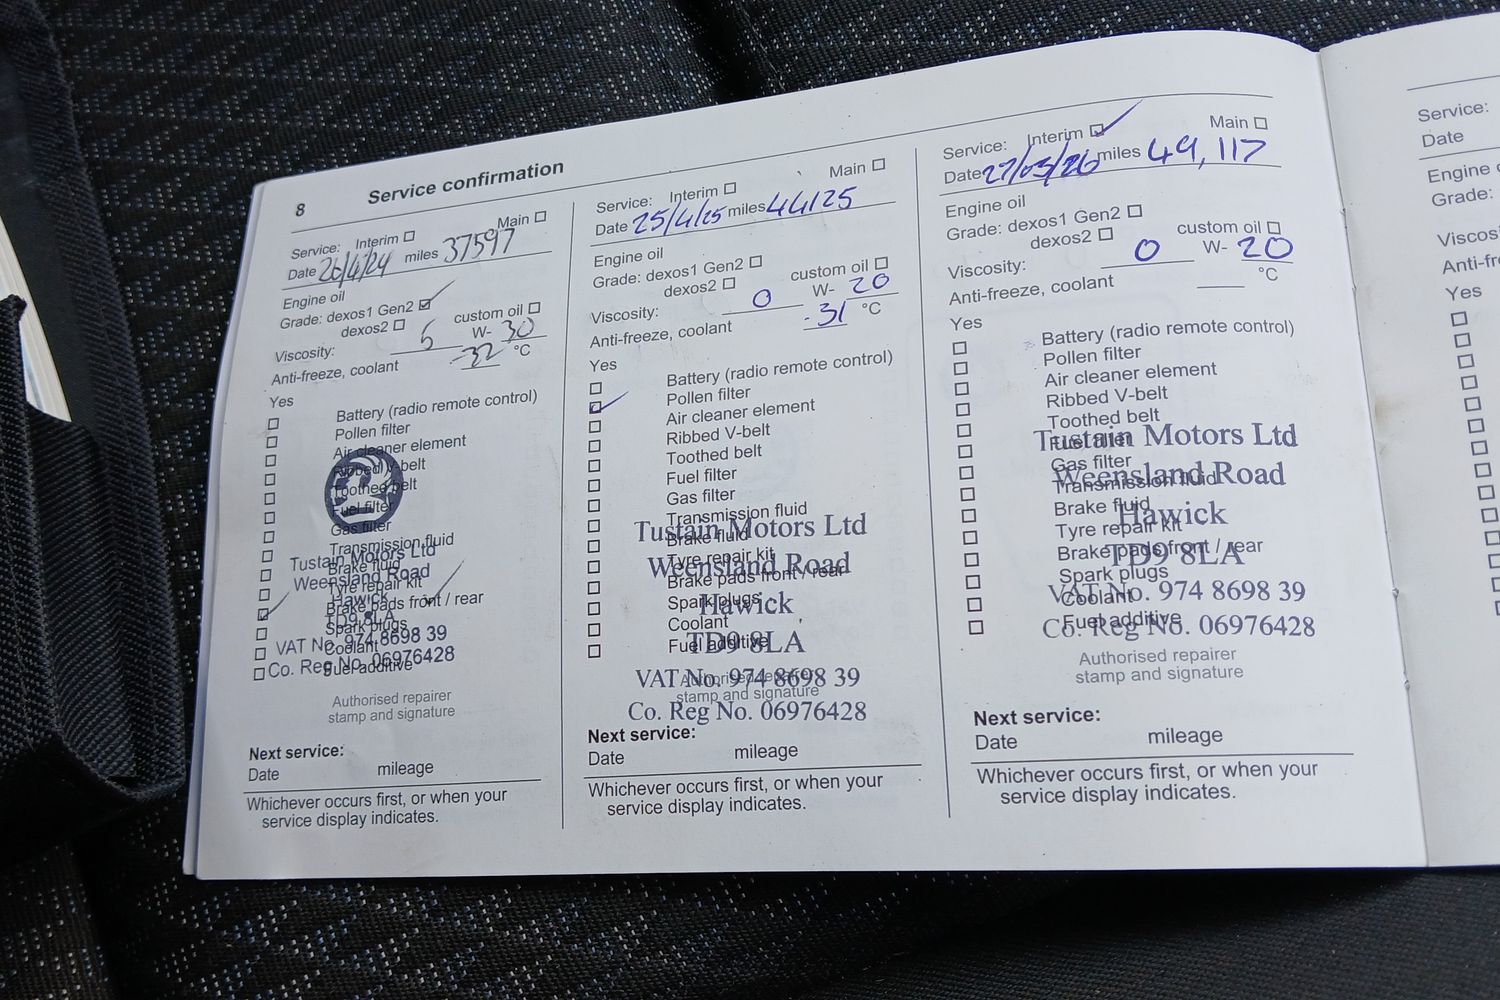 8 Service confirmation
Service: Interim ☐ Main ☐
Date 26/4/24 miles 37597
Engine oil
Grade: dexos1 Gen2 ☑
dexos2 ☐ custom oil ☐
Viscosity: 5 W- 30
Anti-freeze, coolant -32 °C
Yes
Battery (radio remote control)
Pollen filter
Air cleaner element
Ribbed V-belt
Toothed belt
Fuel filter
Gas filter
Transmission fluid
Brake fluid
Tyre repair kit
Brake pads front / rear
Spark plugs
Coolant
Fuel additive
Tustain Motors Ltd
Weensland Road
Hawick
TD9 8LA
VAT No. 974 8698 39
Co. Reg No. 06976428
Authorised repairer
stamp and signature
Next service:
Date mileage
Whichever occurs first, or when your
service display indicates.
Service: Interim ☐ Main ☐
Date 25/4/25 miles 44125
Engine oil
Grade: dexos1 Gen2 ☐
dexos2 ☐ custom oil ☐
Viscosity: 0 W- 20
Anti-freeze, coolant -31 °C
Yes
Battery (radio remote control)
Pollen filter
Air cleaner element
Ribbed V-belt
Toothed belt
Fuel filter
Gas filter
Transmission fluid
Brake fluid
Tyre repair kit
Brake pads front / rear
Spark plugs
Coolant
Fuel additive
Tustain Motors Ltd
Weensland Road
Hawick
TD9 8LA
VAT No. 974 8698 39
Co. Reg No. 06976428
Authorised repairer
stamp and signature
Next service:
Date mileage
Whichever occurs first, or when your
service display indicates.
Service: Interim ☑ Main ☐
Date 27/03/26 miles 49,117
Engine oil
Grade: dexos1 Gen2 ☐
dexos2 ☐ custom oil ☐
Viscosity: 0 W- 20
Anti-freeze, coolant °C
Yes
Battery (radio remote control)
Pollen filter
Air cleaner element
Ribbed V-belt
Toothed belt
Fuel filter
Gas filter
Transmission fluid
Brake fluid
Tyre repair kit
Brake pads front / rear
Spark plugs
Coolant
Fuel additive
Tustain Motors Ltd
Weensland Road
Hawick
TD9 8LA
VAT No. 974 8698 39
Co. Reg No. 06976428
Authorised repairer
stamp and signature
Next service:
Date mileage
Whichever occurs first, or when your
service display indicates.
Service:
Date
Engine
Grade:
Yes